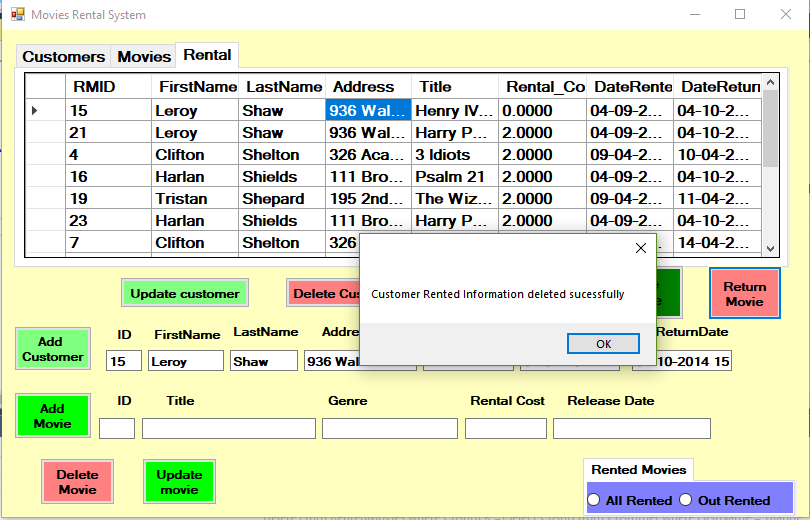 Movies Rental System
Customers Movies Rental
RMID FirstName LastName Address Title Rental_Co DateRente DateReturn
15 Leroy Shaw 936 Wal... Henry IV... 0.0000 04-09-2... 04-10-2...
21 Leroy Shaw 936 Wal... Harry P... 2.0000 04-09-2... 04-10-2...
4 Clifton Shelton 326 Aca... 3 Idiots 2.0000 09-04-2... 10-04-2...
16 Harlan Shields 111 Bro... Psalm 21 2.0000 04-09-2... 04-10-2...
19 Tristan Shepard 195 2nd... The Wiz... 2.0000 09-04-2... 11-04-2...
23 Harlan Shields 111 Bro... Harry P... 2.0000 04-09-2... 04-10-2...
7 Clifton Shelton 326 14-04-2...
Customer Rented Information deleted sucessfully
OK
Update customer Delete Cus
Return
Movie
Add
Customer
ID FirstName LastName Addre ReturnDate
15 Leroy Shaw 936 Wal 10-2014 15
Add
Movie
ID Title Genre Rental Cost Release Date
Delete
Movie
Update
movie
Rented Movies
All Rented Out Rented